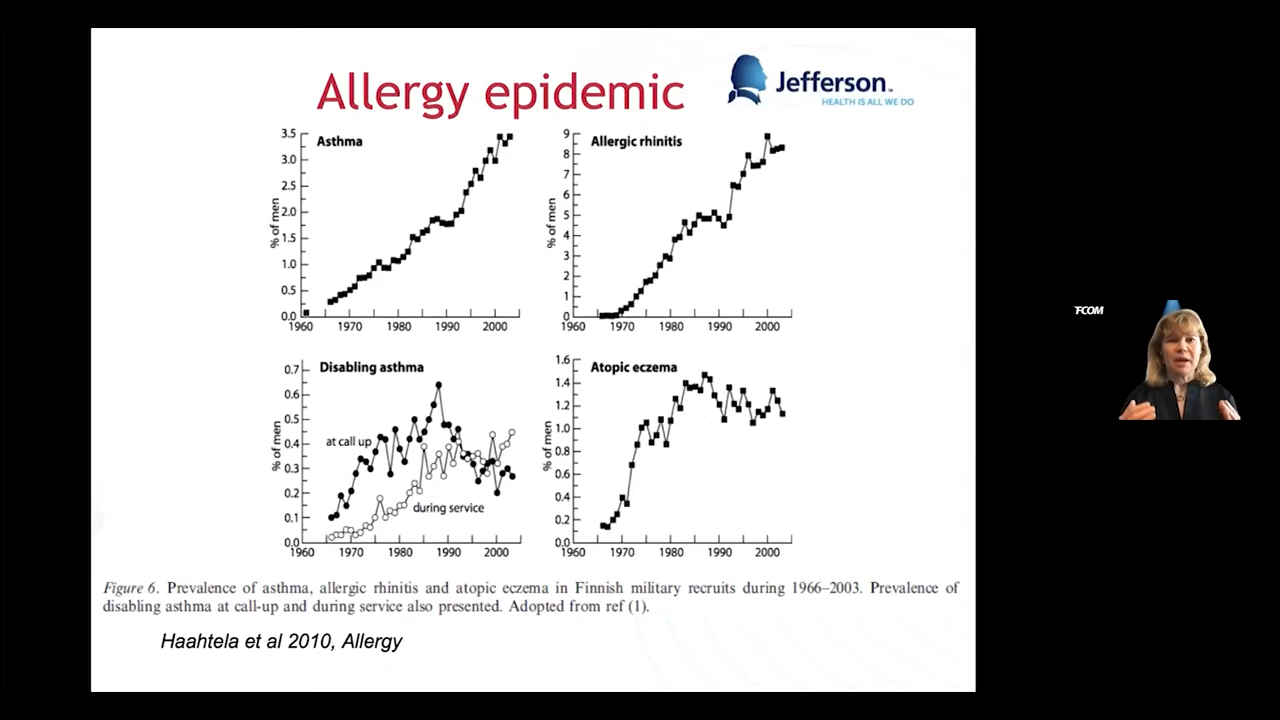 Allergy epidemic
Jefferson™
HEALTH IS ALL WE DO
Asthma
% of men
3.5
3.0
2.5
2.0
1.5
1.0
0.5
0.0
1960 1970 1980 1990 2000
Allergic rhinitis
% of men
9
8
7
6
5
4
3
2
1
0
1960 1970 1980 1990 2000
TFCOM
Disabling asthma
% of men
0.7
0.6
0.5
0.4
0.3
0.2
0.1
0.0
at call up
during service
1960 1970 1980 1990 2000
Atopic eczema
% of men
1.6
1.4
1.2
1.0
0.8
0.6
0.4
0.2
0.0
1960 1970 1980 1990 2000
Figure 6. Prevalence of asthma, allergic rhinitis and atopic eczema in Finnish military recruits during 1966–2003. Prevalence of
disabling asthma at call-up and during service also presented. Adopted from ref (1).
Haahtela et al 2010, Allergy